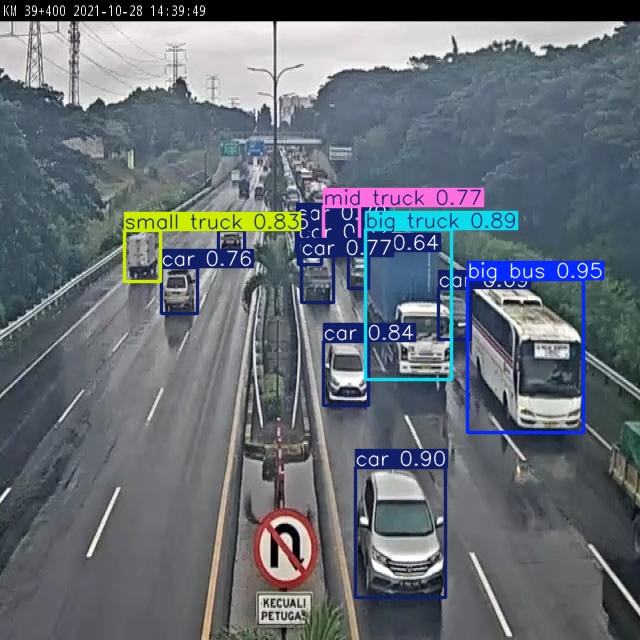 KM 39+400 2021-10-28 14:39:49
mid truck 0.77
small truck 0.83
big truck 0.89
car 0.77
0.64
car 0.76
big bus 0.95
car 0.84
car 0.90
KECUALI
PETUGAS